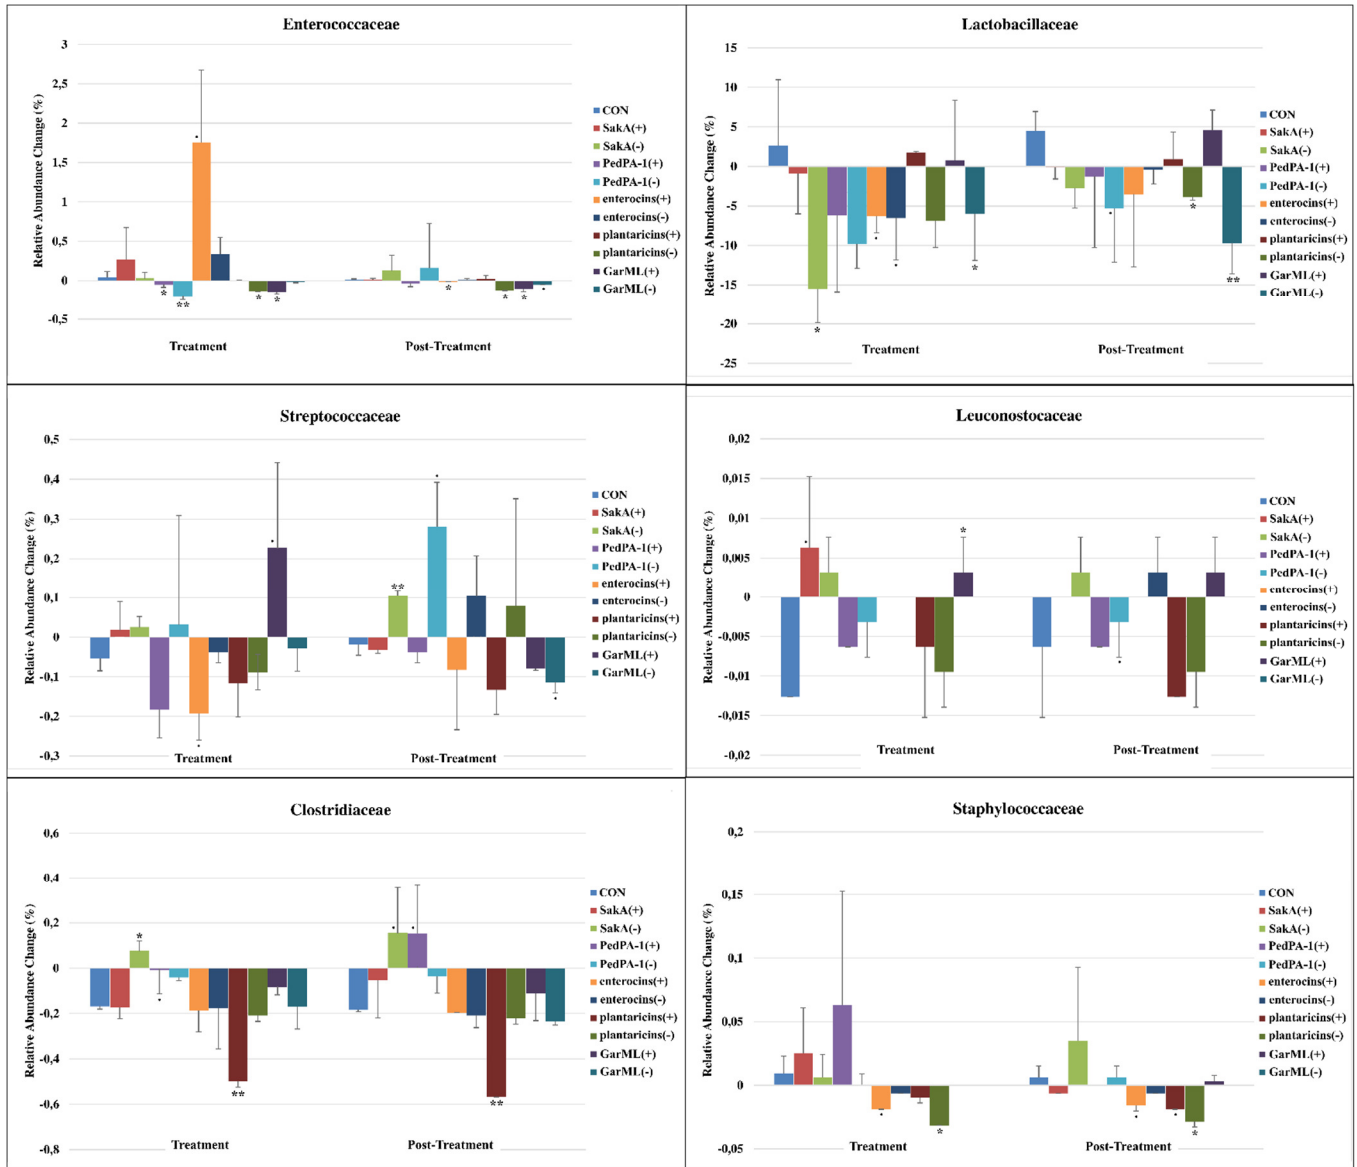 Enterococcaceae
Relative Abundance Change (%)
3
2,5
2
1,5
1
0,5
0
-0,5
Treatment
Post-Treatment
CON
SakA(+)
SakA(-)
PedPA-1(+)
PedPA-1(-)
enterocins(+)
enterocins(-)
plantaricins(+)
plantaricins(-)
GarML(+)
GarML(-)
* ** * * * * *
Lactobacillaceae
Relative Abundance Change (%)
15
10
5
0
-5
-10
-15
-20
-25
Treatment
Post-Treatment
CON
SakA(+)
SakA(-)
PedPA-1(+)
PedPA-1(-)
enterocins(+)
enterocins(-)
plantaricins(+)
plantaricins(-)
GarML(+)
GarML(-)
* * * **
Streptococcaceae
Relative Abundance Change (%)
0,5
0,4
0,3
0,2
0,1
0
-0,1
-0,2
-0,3
Treatment
Post-Treatment
CON
SakA(+)
SakA(-)
PedPA-1(+)
PedPA-1(-)
enterocins(+)
enterocins(-)
plantaricins(+)
plantaricins(-)
GarML(+)
GarML(-)
**
Leuconostocaceae
Relative Abundance Change (%)
0,02
0,015
0,01
0,005
0
-0,005
-0,01
-0,015
-0,02
Treatment
Post-Treatment
CON
SakA(+)
SakA(-)
PedPA-1(+)
PedPA-1(-)
enterocins(+)
enterocins(-)
plantaricins(+)
plantaricins(-)
GarML(+)
GarML(-)
*
Clostridiaceae
Relative Abundance Change (%)
0,6
0,4
0,2
0
-0,2
-0,4
-0,6
-0,8
Treatment
Post-Treatment
CON
SakA(+)
SakA(-)
PedPA-1(+)
PedPA-1(-)
enterocins(+)
enterocins(-)
plantaricins(+)
plantaricins(-)
GarML(+)
GarML(-)
* ** **
Staphylococcaceae
Relative Abundance Change (%)
0,2
0,15
0,1
0,05
0
-0,05
Treatment
Post-Treatment
CON
SakA(+)
SakA(-)
PedPA-1(+)
PedPA-1(-)
enterocins(+)
enterocins(-)
plantaricins(+)
plantaricins(-)
GarML(+)
GarML(-)
* *